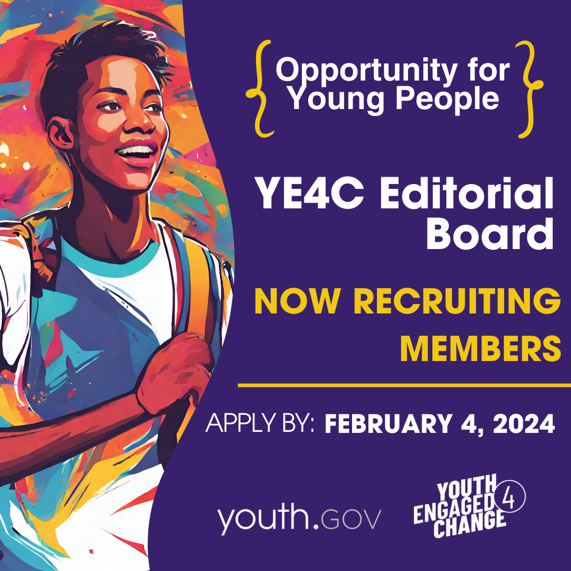 Opportunity for
Young People
YE4C Editorial
Board
NOW RECRUITING
MEMBERS
APPLY BY: FEBRUARY 4, 2024
youth.GOV
YOUTH
ENGAGED 4
CHANGE